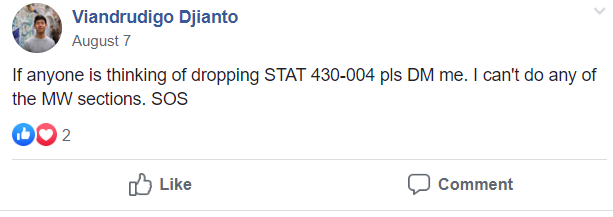 Viandrudigo Djianto
August 7
If anyone is thinking of dropping STAT 430-004 pls DM me. I can't do any of
the MW sections. SOS
2
Like
Comment